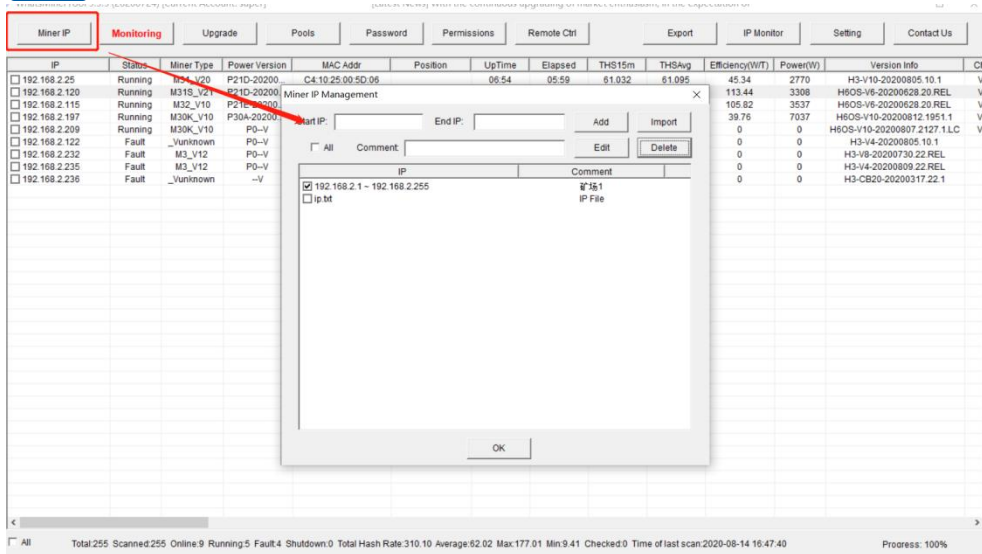 Miner IP Monitoring Upgrade Pools Password Permissions Remote Ctrl Export IP Monitor Setting Contact Us
IP Status Miner Type Power Version MAC Addr Position UpTime Elapsed THS15m THSAvg Efficiency(W/T) Power(W) Version Info
192.168.2.25 Running M31_V20 P21D-20200... C4:10:25:00:5D:06 06:54 05:59 61.032 61.095 45.34 2770 H3-V10-20200805.10.1 V
192.168.2.120 Running M31S_V21 P21D-20200 113.44 3308 H6OS-V6-20200628.20.REL V
192.168.2.115 Running M32_V10 P21E-20200. 105.82 3537 H6OS-V6-20200628.20.REL V
192.168.2.197 Running M30K_V10 P30A-20200. 39.76 7037 H6OS-V10-20200812.1951.1 V
192.168.2.209 Running M30K_V10 P0--V 0 0 H6OS-V10-20200807.2127.1.LC V
192.168.2.122 Fault _Vunknown P0--V 0 0 H3-V4-20200805.10.1
192.168.2.232 Fault M3_V12 P0--V 0 0 H3-V8-20200730.22.REL
192.168.2.235 Fault M3_V12 P0--V 0 0 H3-V4-20200809.22.REL
192.168.2.236 Fault _Vunknown --V 0 0 H3-CB20-20200317.22.1
Miner IP Management
Start IP: End IP: Add Import
All Comment Edit Delete
IP Comment
192.168.2.1 ~ 192.168.2.255 矿场1
ip.txt IP File
OK
All Total:255 Scanned:255 Online:9 Running:5 Fault:4 Shutdown:0 Total Hash Rate:310.10 Average:62.02 Max:177.01 Min:9.41 Checked:0 Time of last scan:2020-08-14 16:47:40 Progress: 100%